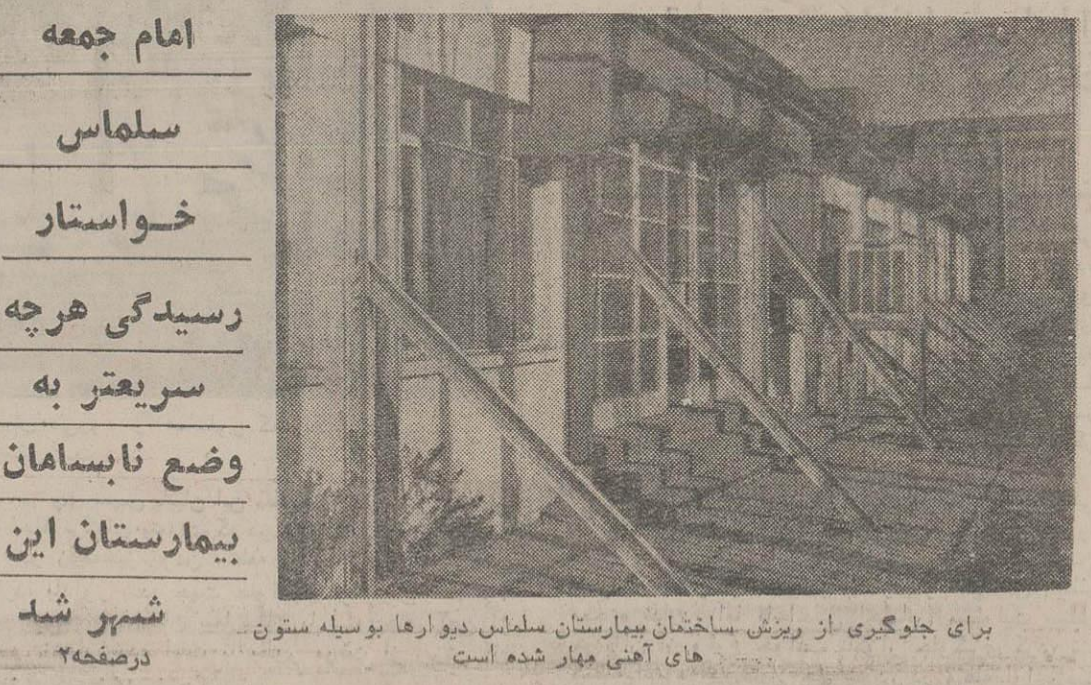 امام جمعه
سلماس
خـواستار
رسیدگی هرچه
سریعتر به
وضع نابسامان
بیمارستان این
شهر شد
درصفحه۲
برای جلوگیری از ریزش ساختمان بیمارستان سلماس دیوارها بوسیله ستون
های آهنی مهار شده است